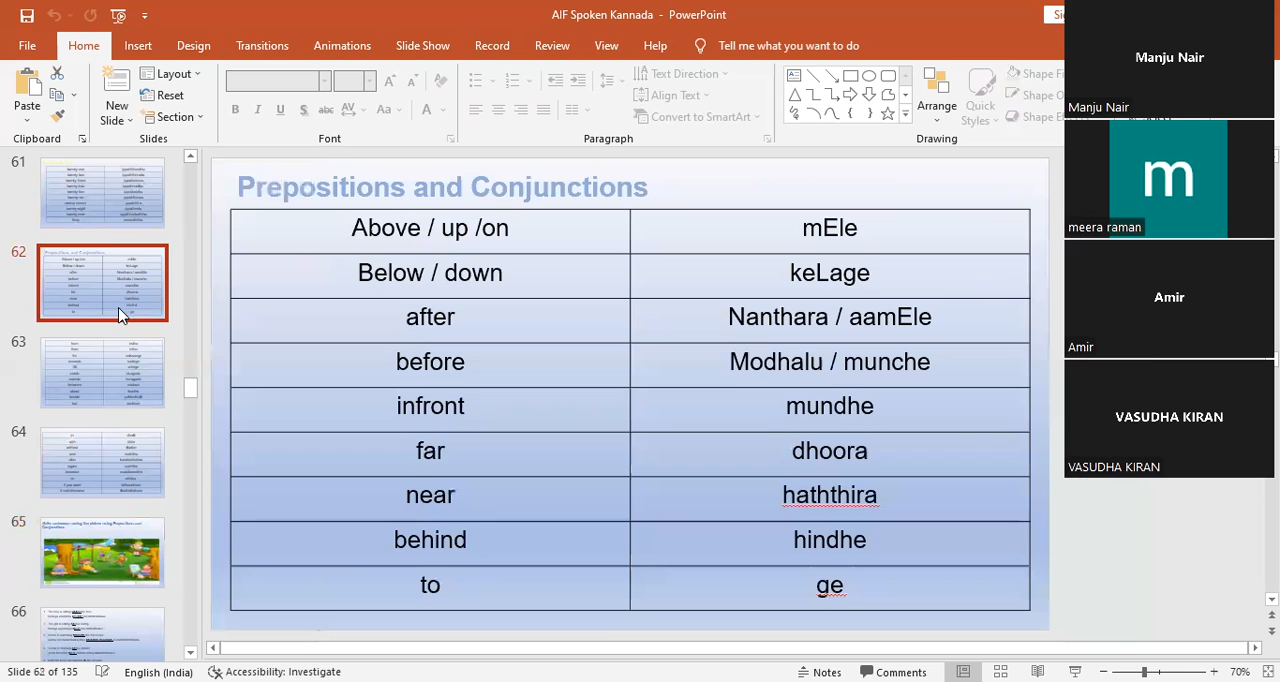 AIF Spoken Kannada - PowerPoint
File Home Insert Design Transitions Animations Slide Show Record Review View Help Tell me what you want to do
Paste
Clipboard
New Slide
Layout
Reset
Section
Slides
Font
Text Direction
Align Text
Convert to SmartArt
Paragraph
Arrange
Quick Styles
Shape
Shape
Shape
Drawing
61
62
63
64
65
66
Prepositions and Conjunctions
Above / up /on mEle
Below / down keLage
after Nanthara / aamEle
before Modhalu / munche
infront mundhe
far dhoora
near haththira
behind hindhe
to ge
Manju Nair
Manju Nair
m
meera raman
Amir
Amir
VASUDHA KIRAN
VASUDHA KIRAN
Slide 62 of 135 English (India) Accessibility: Investigate Notes Comments 70%